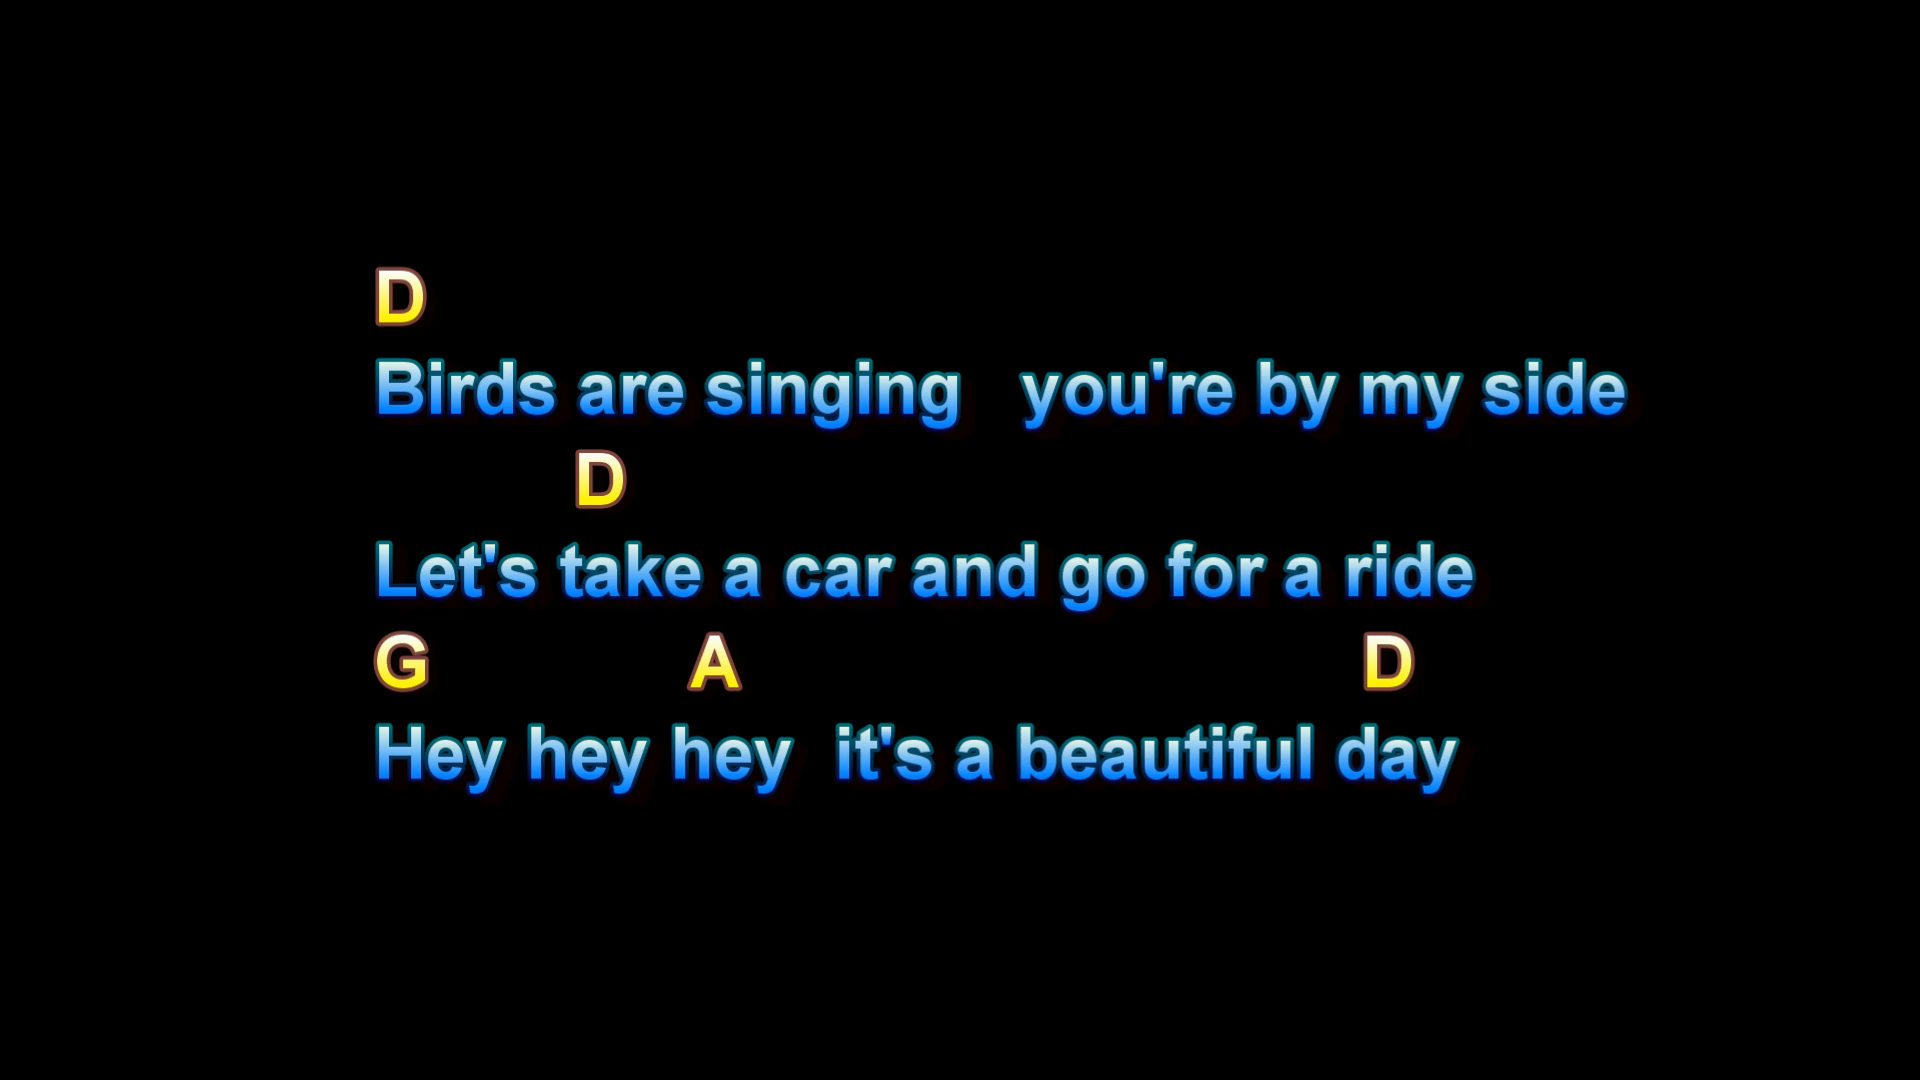 D
Birds are singing   you're by my side
D
Let's take a car and go for a ride
G A D
Hey hey hey  it's a beautiful day